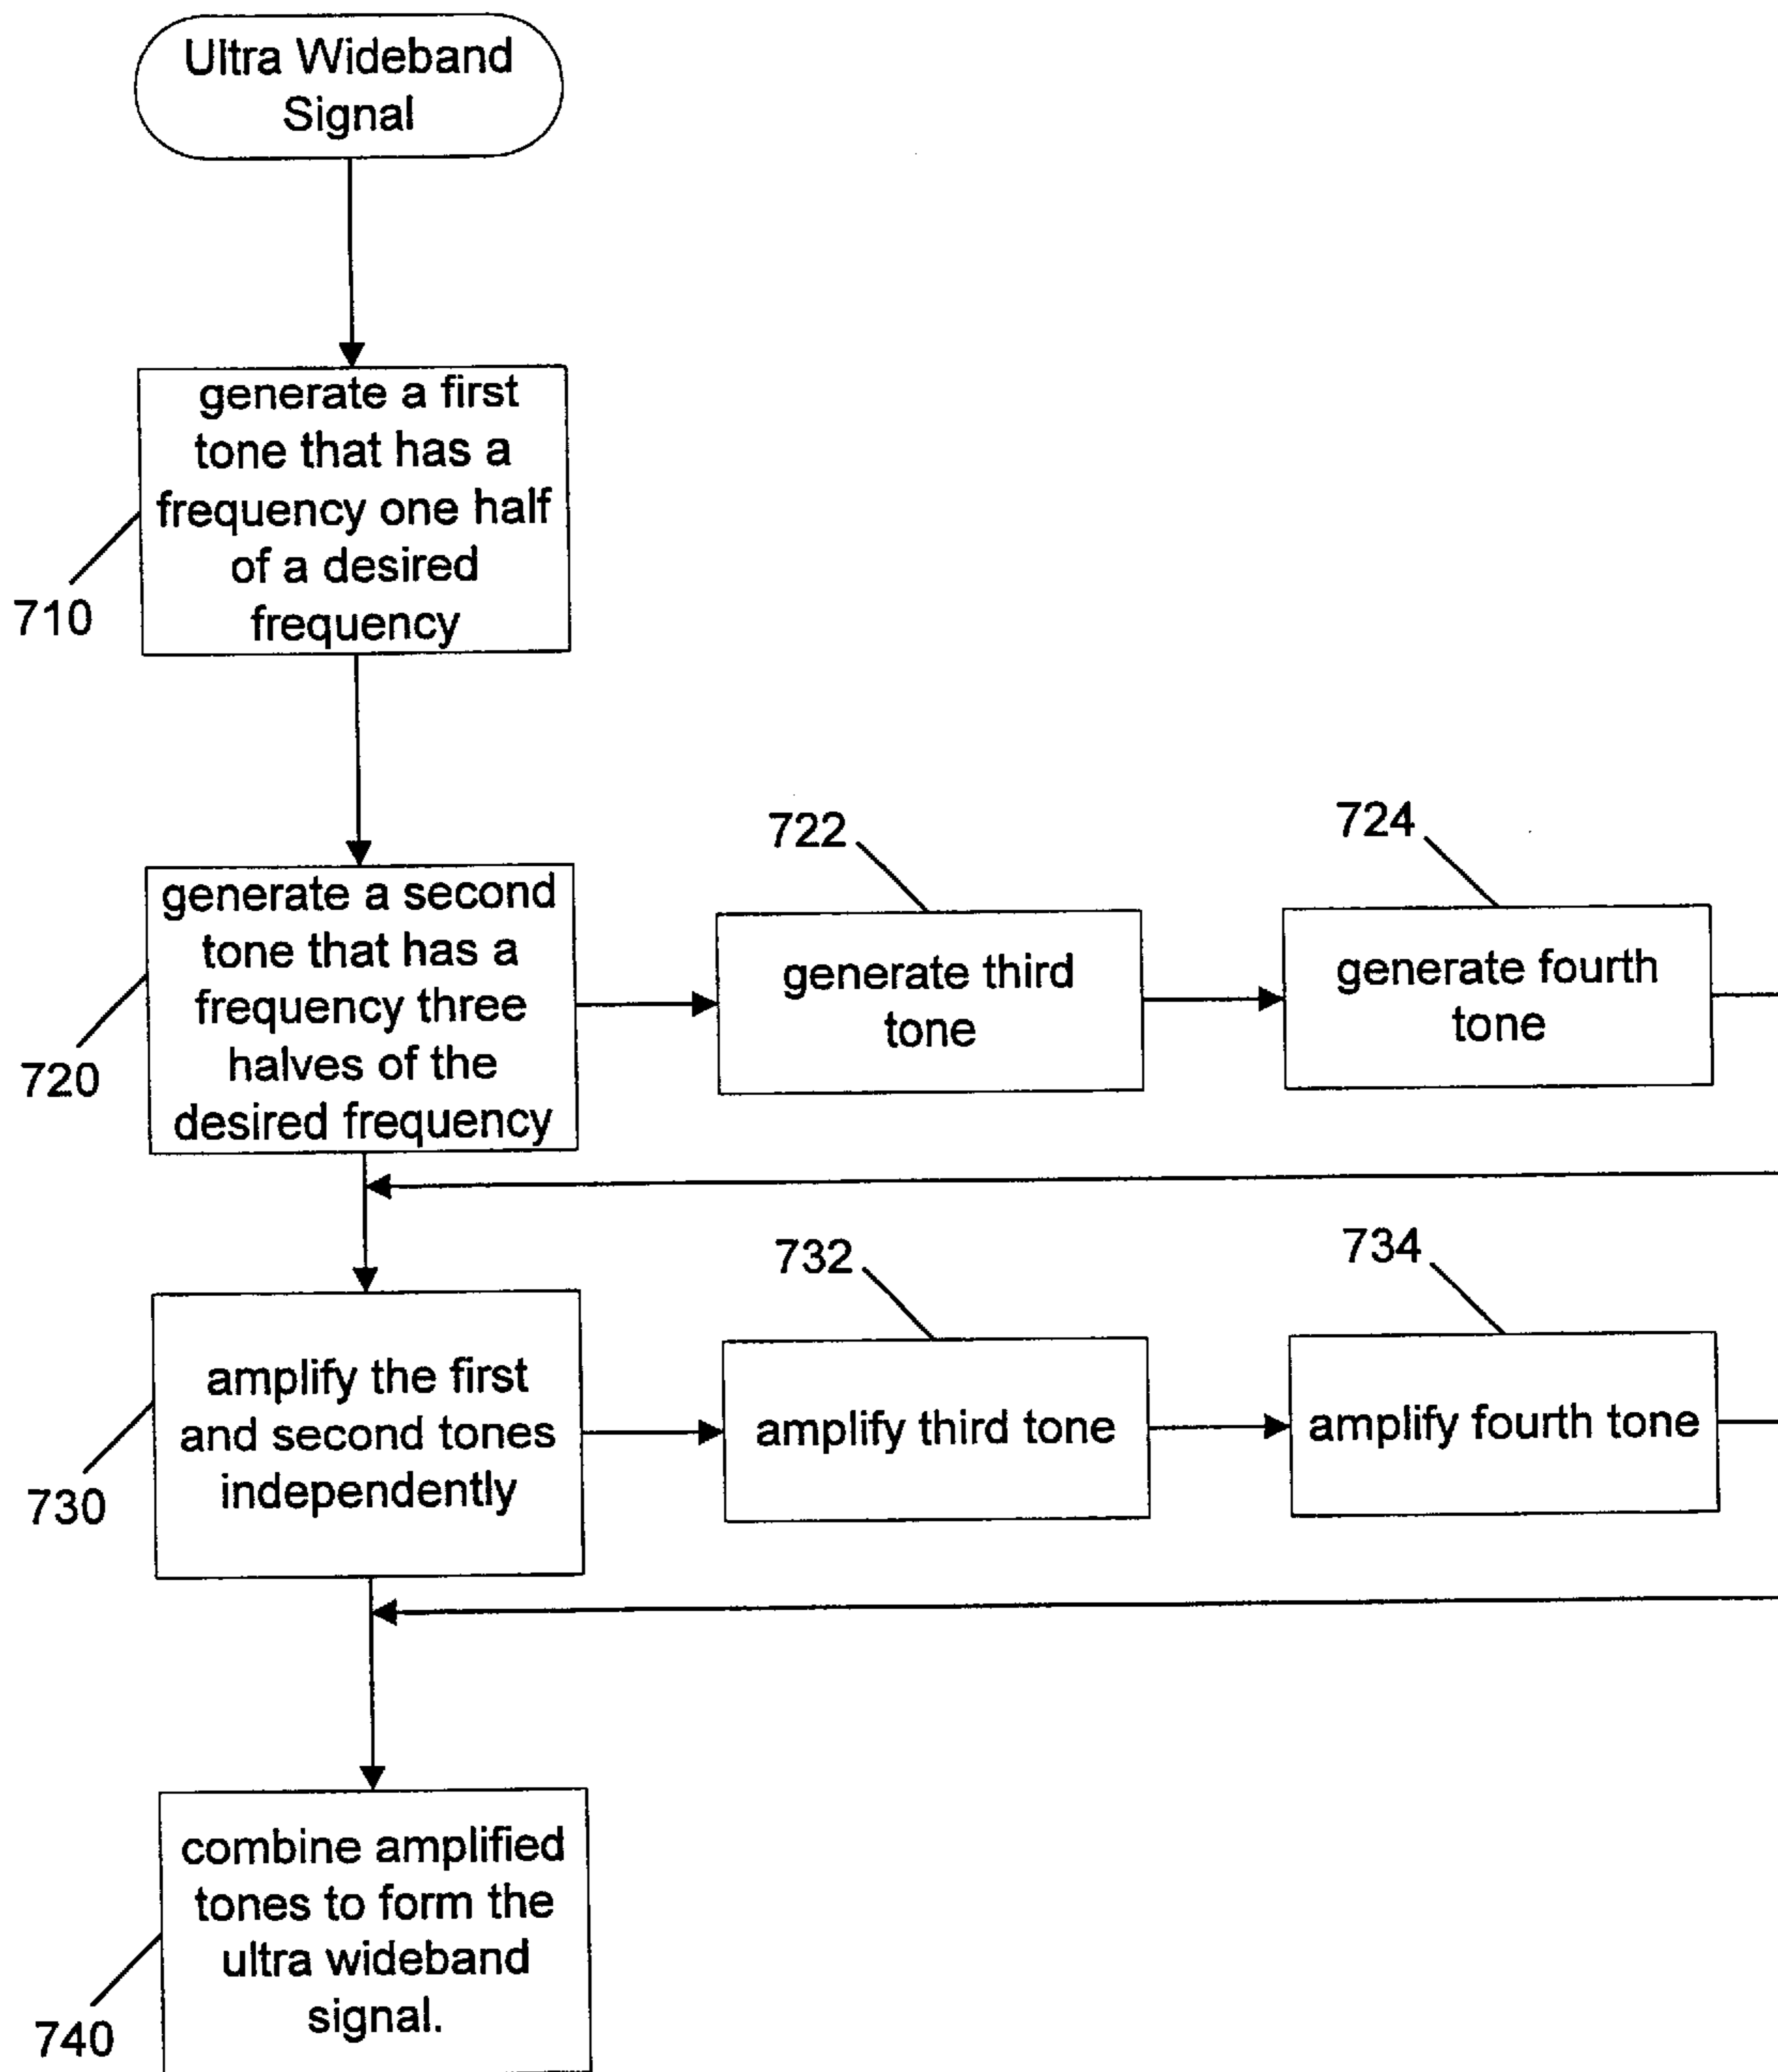 Ultra Wideband
Signal
generate a first
tone that has a
frequency one half
of a desired
frequency
710
722
724
generate a second
tone that has a
frequency three
halves of the
desired frequency
720
generate third
tone
generate fourth
tone
732
734
amplify the first
and second tones
independently
730
amplify third tone
amplify fourth tone
combine amplified
tones to form the
ultra wideband
signal.
740